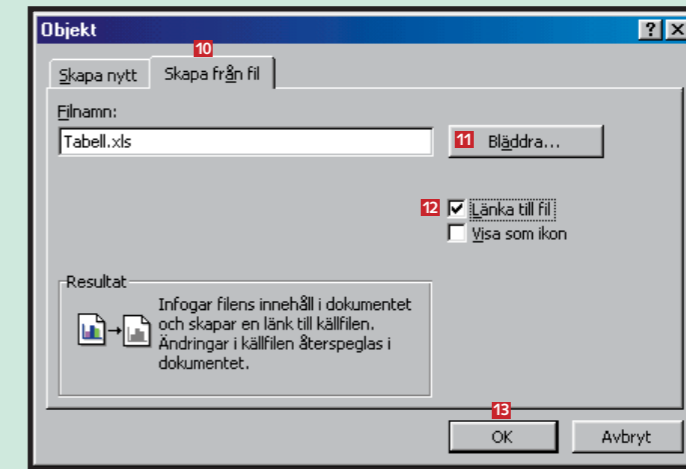 Objekt
10
Skapa nytt Skapa från fil
Filnamn:
Tabell.xls
11 Bläddra...
12 Länka till fil
Visa som ikon
Resultat
Infogar filens innehåll i dokumentet
och skapar en länk till källfilen.
Ändringar i källfilen återspeglas i
dokumentet.
13
OK Avbryt